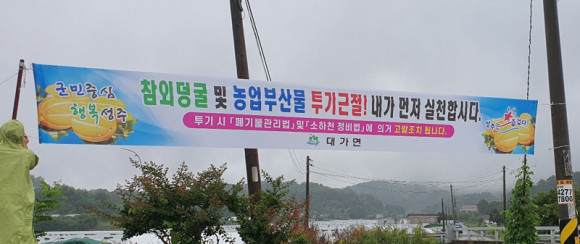 군민중심
행복성주
참외덩굴 및 농업부산물 투기근절! 내가 먼저 실천합시다.
투기 시 「폐기물관리법」및「소하천 정비법」에 의거 고발조치 됩니다.
대가면
4277
7800